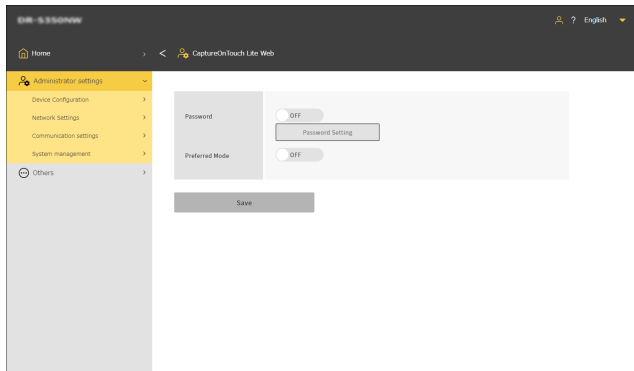 DR-S350NW
? English
Home
CaptureOnTouch Lite Web
Administrator settings
Device Configuration
Network Settings
Communication settings
System management
Others
Password
OFF
Password Setting
Preferred Mode
OFF
Save